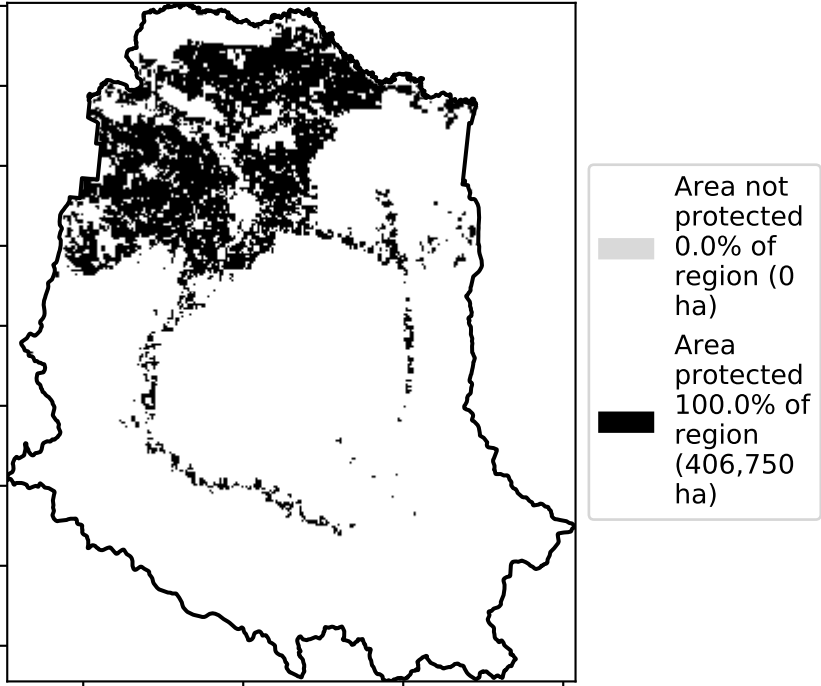 Area not
protected
0.0% of
region (0
ha)
Area
protected
100.0% of
region
(406,750
ha)